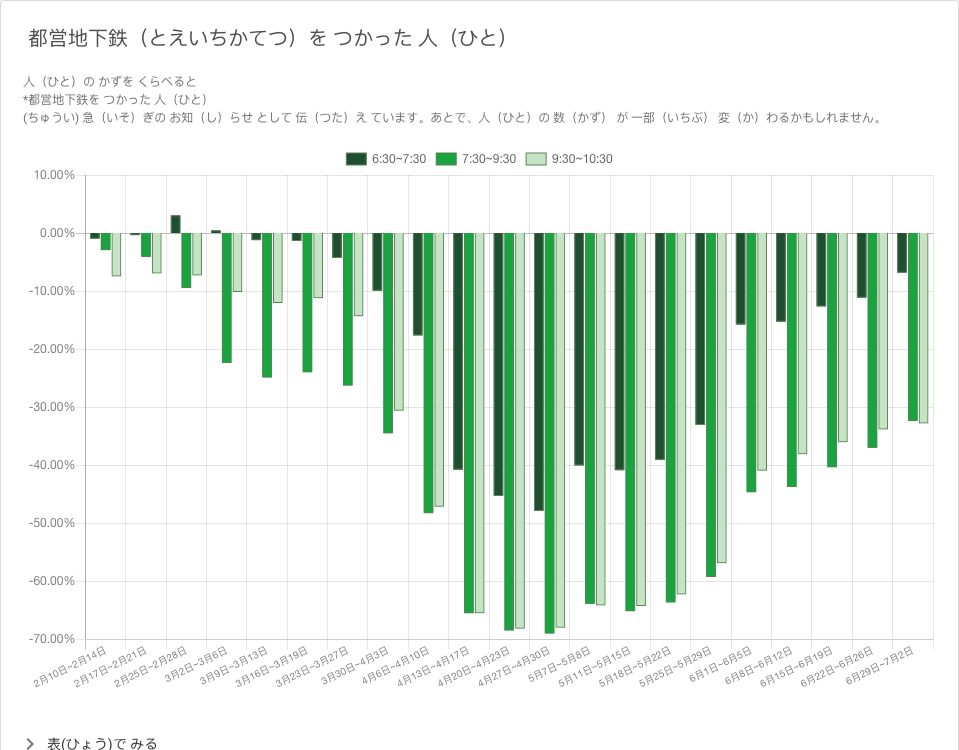 都営地下鉄（とえいちかてつ）を つかった 人（ひと）
人（ひと）の かずを くらべると
*都営地下鉄を つかった 人（ひと）
(ちゅうい) 急（いそ）ぎの お知（し）らせ として 伝（つた）え ています。あとで、人（ひと）の 数（かず） が 一部（いちぶ） 変（か）わるかもしれません。
6:30~7:30 7:30~9:30 9:30~10:30
10.00%
0.00%
-10.00%
-20.00%
-30.00%
-40.00%
-50.00%
-60.00%
-70.00%
2月10日~2月14日
2月17日~2月21日
2月25日~2月28日
3月2日~3月6日
3月9日~3月13日
3月16日~3月19日
3月23日~3月27日
3月30日~4月3日
4月6日~4月10日
4月13日~4月17日
4月20日~4月23日
4月27日~4月30日
5月7日~5月8日
5月11日~5月15日
5月18日~5月22日
5月25日~5月29日
6月1日~6月5日
6月8日~6月12日
6月15日~6月19日
6月22日~6月26日
6月29日~7月2日
表(ひょう)で みる